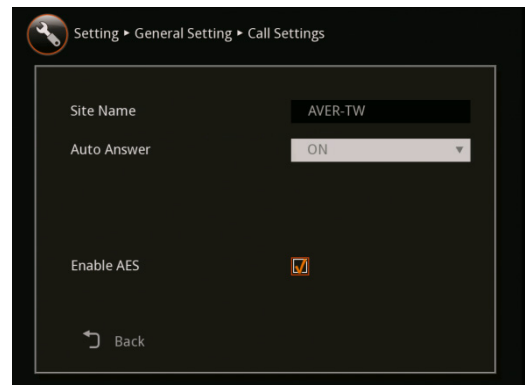 Setting ▸ General Setting ▸ Call Settings
Site Name AVER-TW
Auto Answer ON
Enable AES
Back